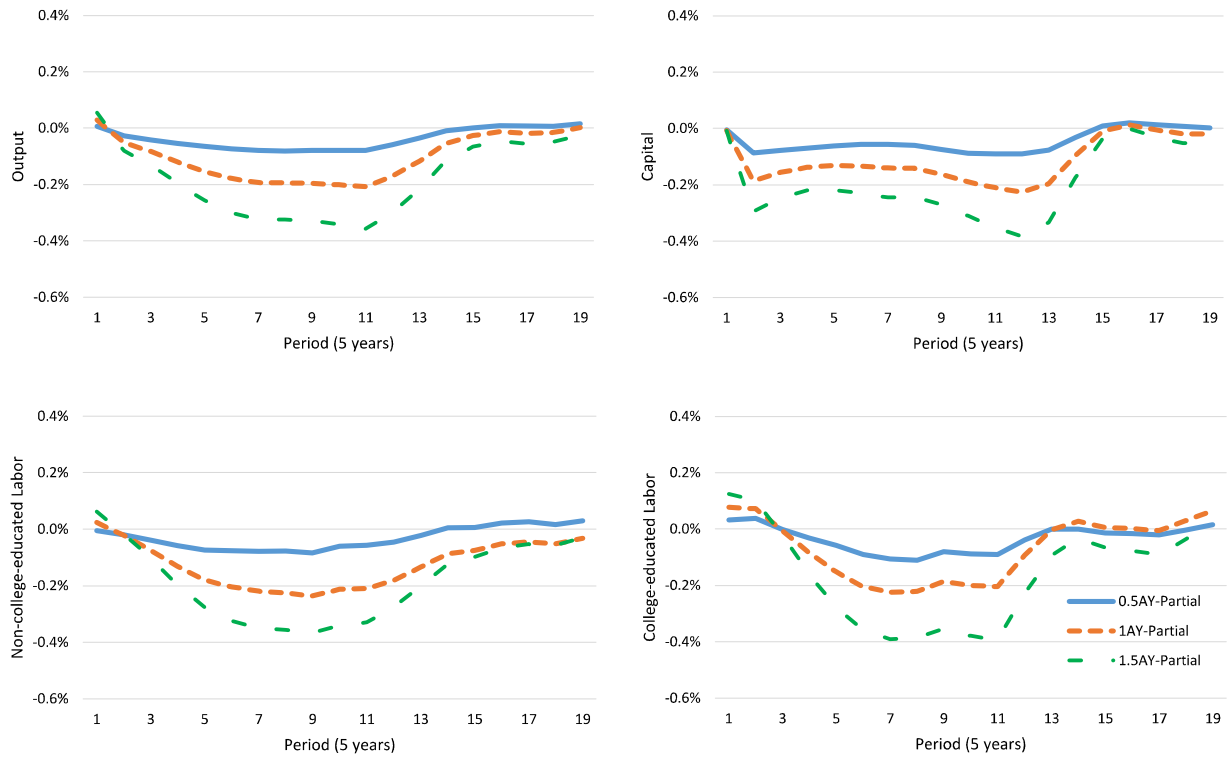 0.4%
0.2%
0.0%
-0.2%
-0.4%
-0.6%
Output
1 3 5 7 9 11 13 15 17 19
Period (5 years)
0.4%
0.2%
0.0%
-0.2%
-0.4%
-0.6%
Capital
1 3 5 7 9 11 13 15 17 19
Period (5 years)
0.4%
0.2%
0.0%
-0.2%
-0.4%
-0.6%
Non-college-educated Labor
1 3 5 7 9 11 13 15 17 19
Period (5 years)
0.4%
0.2%
0.0%
-0.2%
-0.4%
-0.6%
College-educated Labor
0.5AY-Partial
1AY-Partial
1.5AY-Partial
1 3 5 7 9 11 13 15 17 19
Period (5 years)